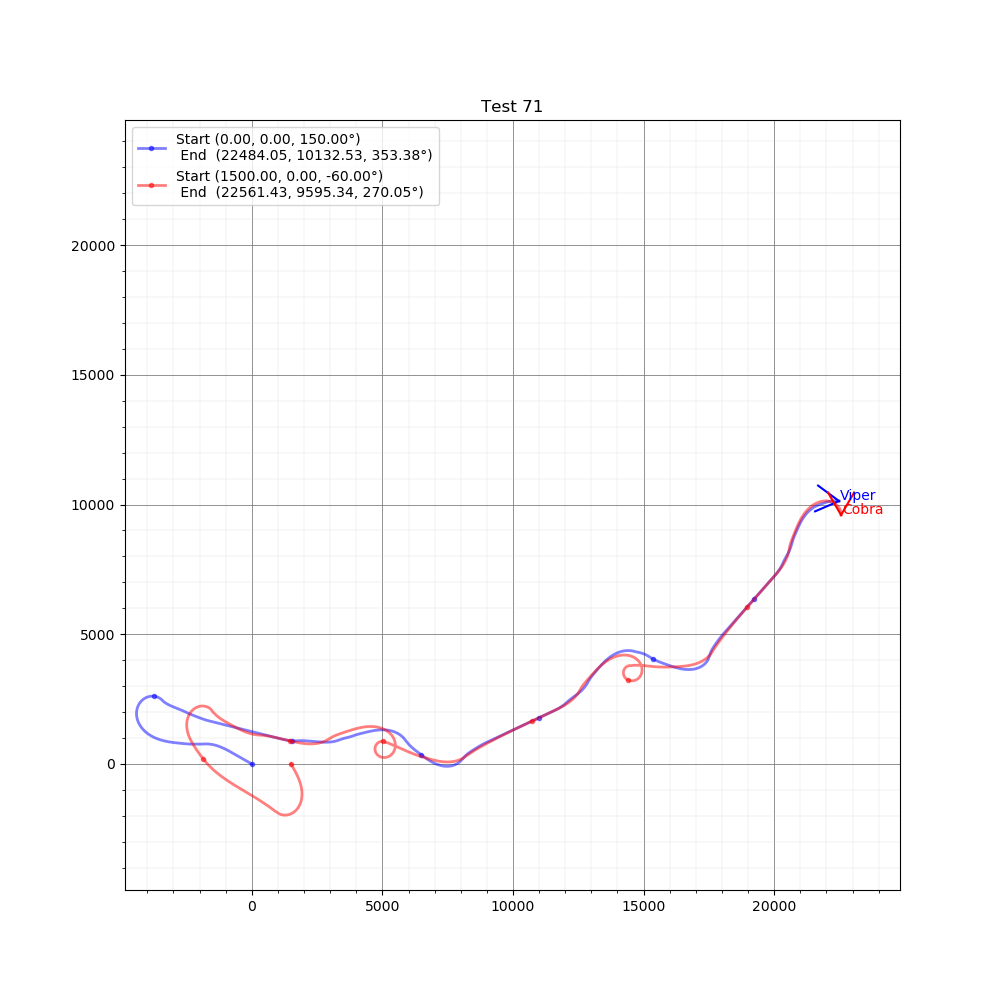 Test 71
Start (0.00, 0.00, 150.00°)
End  (22484.05, 10132.53, 353.38°)
Start (1500.00, 0.00, -60.00°)
End  (22561.43, 9595.34, 270.05°)
20000
15000
10000
5000
0
Viper
Cobra
0 5000 10000 15000 20000